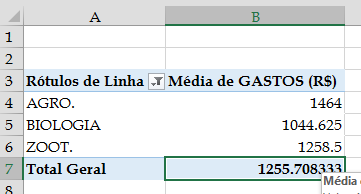 A B
1
2
3 Rótulos de Linha Média de GASTOS (R$)
4 AGRO. 1464
5 BIOLOGIA 1044.625
6 ZOOT. 1258.5
7 Total Geral 1255.708333
8 Média